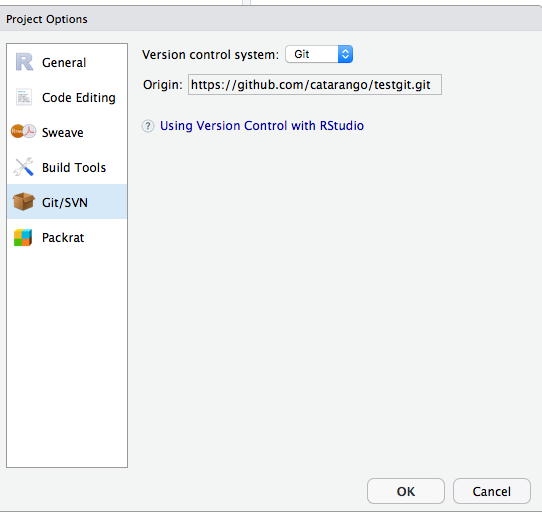 Project Options
General
Code Editing
Sweave
Build Tools
Git/SVN
Packrat
Version control system: Git
Origin: https://github.com/catarango/testgit.git
? Using Version Control with RStudio
OK
Cancel